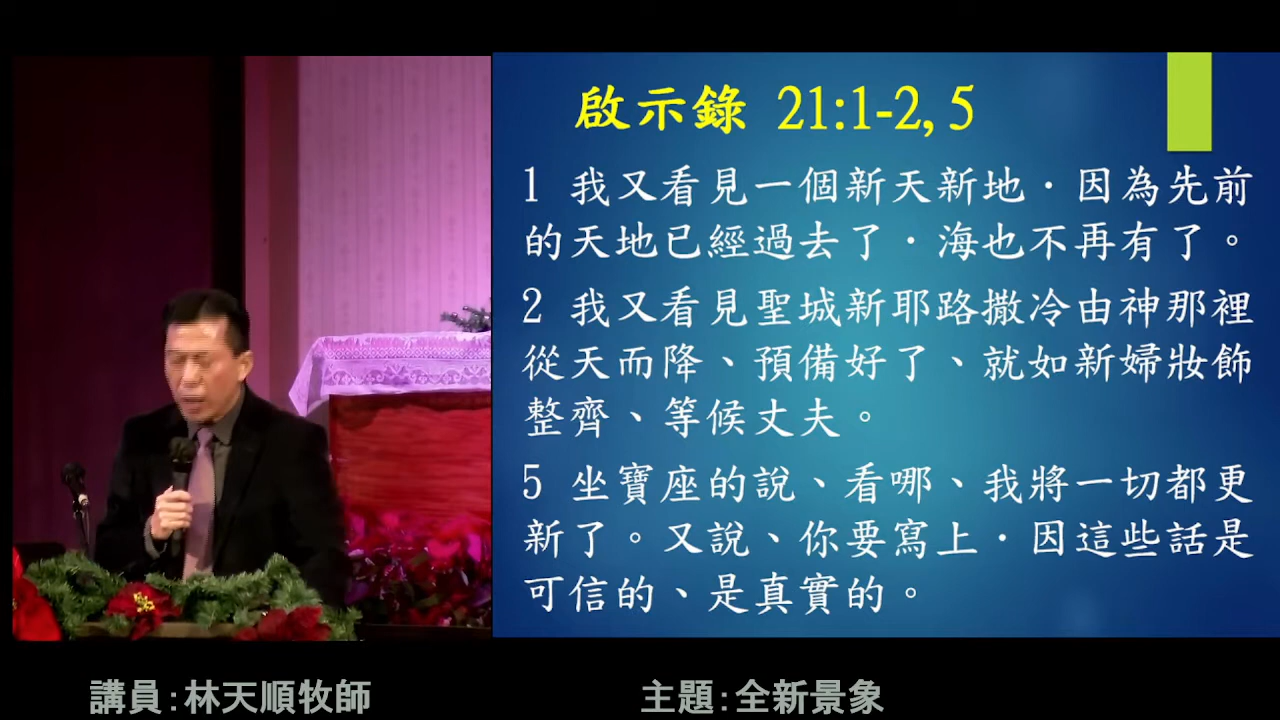 啟示錄 21:1-2, 5
1 我又看見一個新天新地．因為先前
的天地已經過去了．海也不再有了。
2 我又看見聖城新耶路撒冷由神那裡
從天而降、預備好了、就如新婦妝飾
整齊、等候丈夫。
5 坐寶座的說、看哪、我將一切都更
新了。又說、你要寫上．因這些話是
可信的、是真實的。
講員:林天順牧師
主題:全新景象